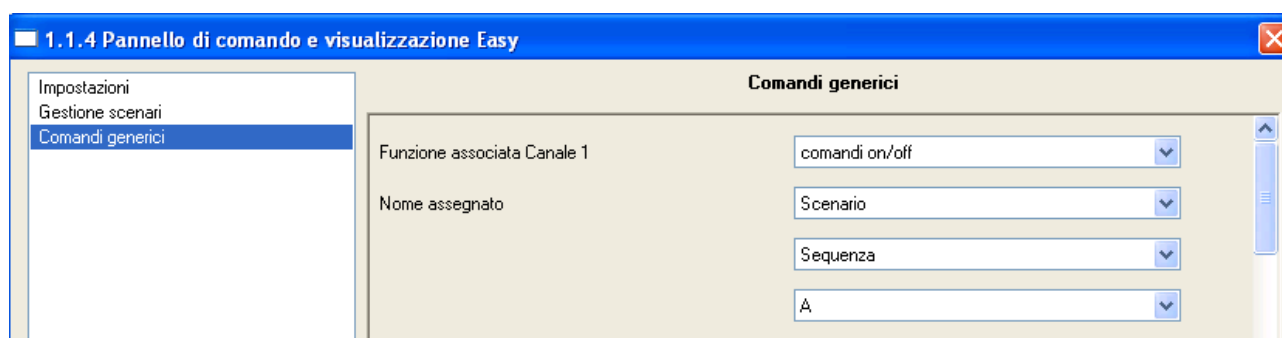 1.1.4 Pannello di comando e visualizzazione Easy
Impostazioni
Gestione scenari
Comandi generici
Comandi generici
Funzione associata Canale 1
comandi on/off
Nome assegnato
Scenario
Sequenza
A